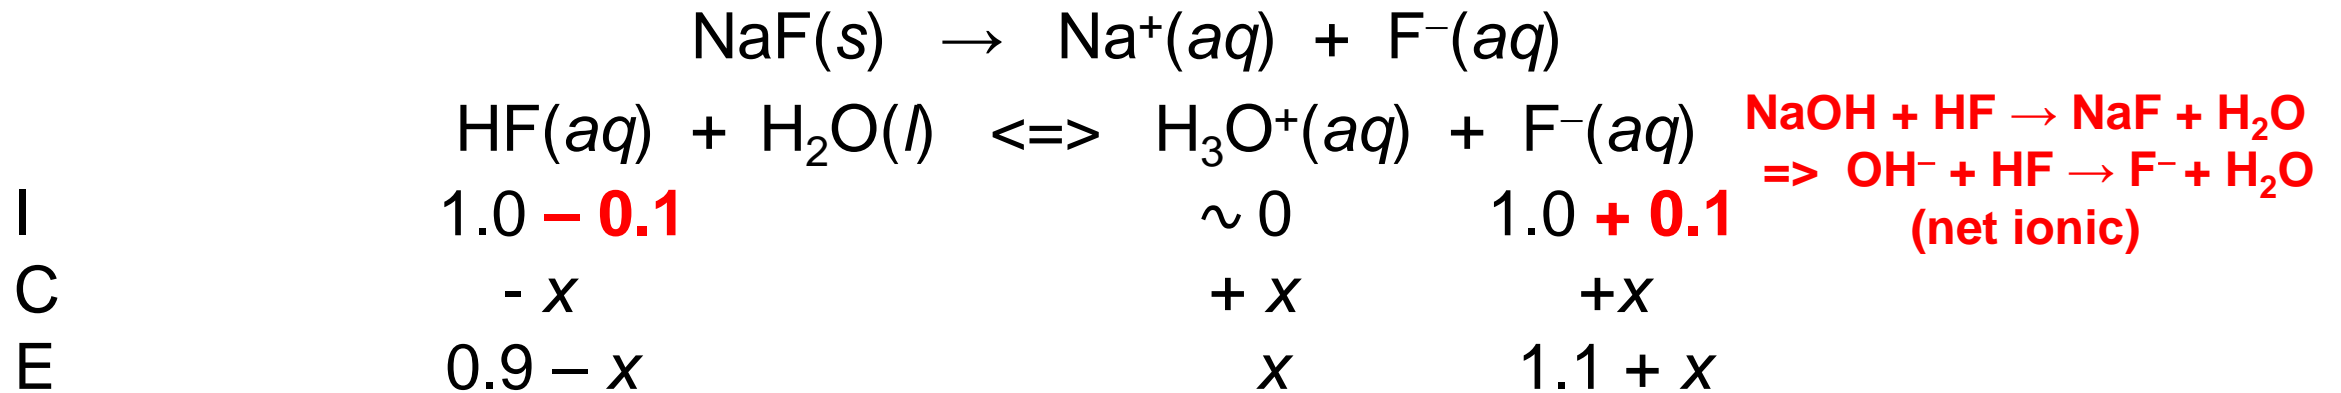 NaF(s) → Na⁺(aq) + F⁻(aq)
HF(aq) + H₂O(l) <=> H₃O⁺(aq) + F⁻(aq)
NaOH + HF → NaF + H₂O
=> OH⁻ + HF → F⁻ + H₂O
(net ionic)
I 1.0 – 0.1 ~ 0 1.0 + 0.1
C - x + x +x
E 0.9 – x x 1.1 + x